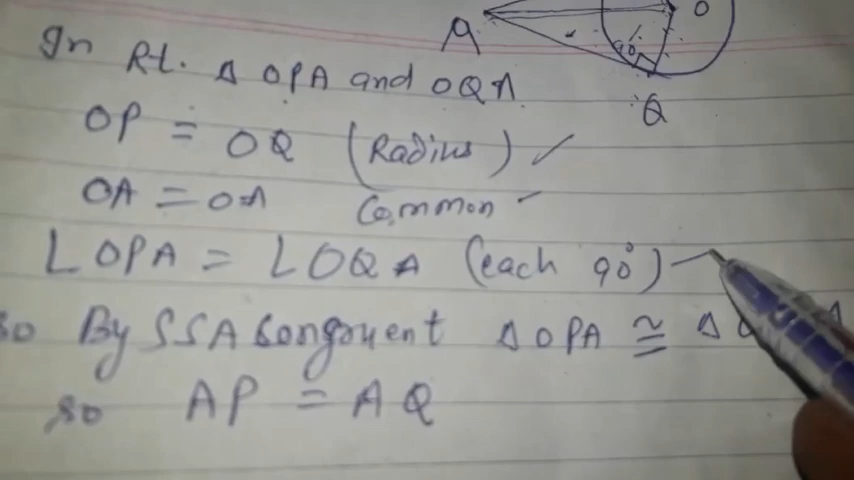 A O
90°
Q
In Rt. Δ OPA and OQA
OP = OQ (Radius) ✓
OA = OA Common ✓
∠OPA = ∠OQA (each 90°)
so By SSA Congruent Δ OPA ≅ Δ
so AP = AQ